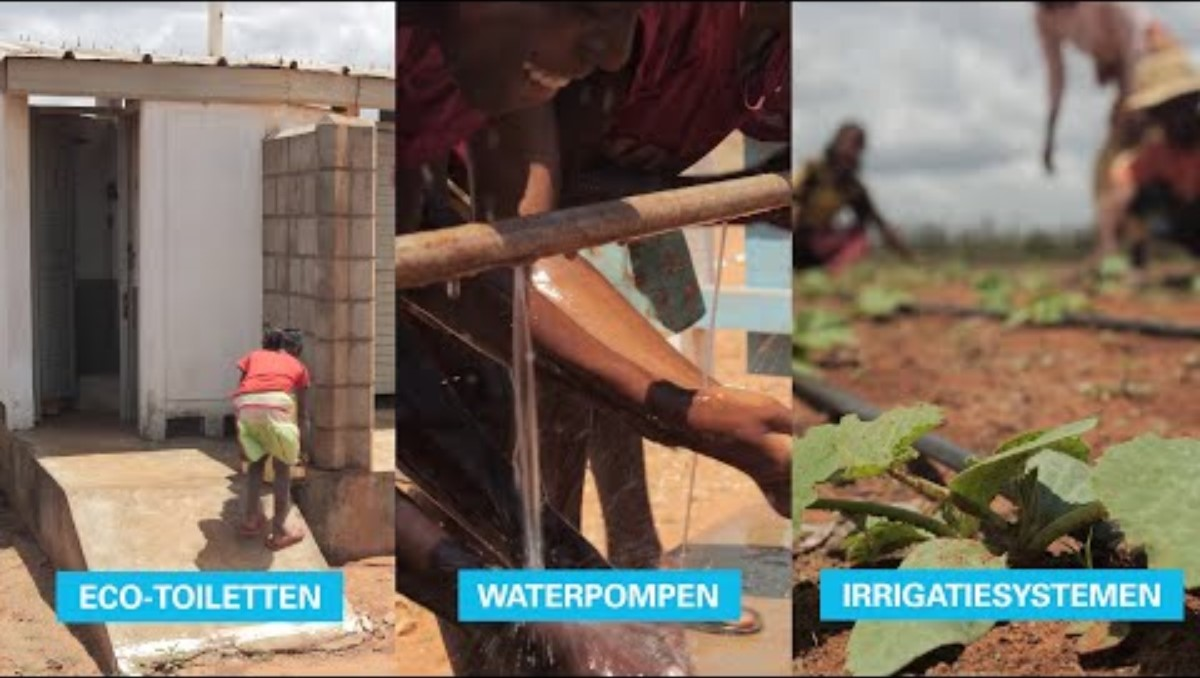 ECO-TOILETTEN
WATERPOMPEN
IRRIGATIESYSTEMEN